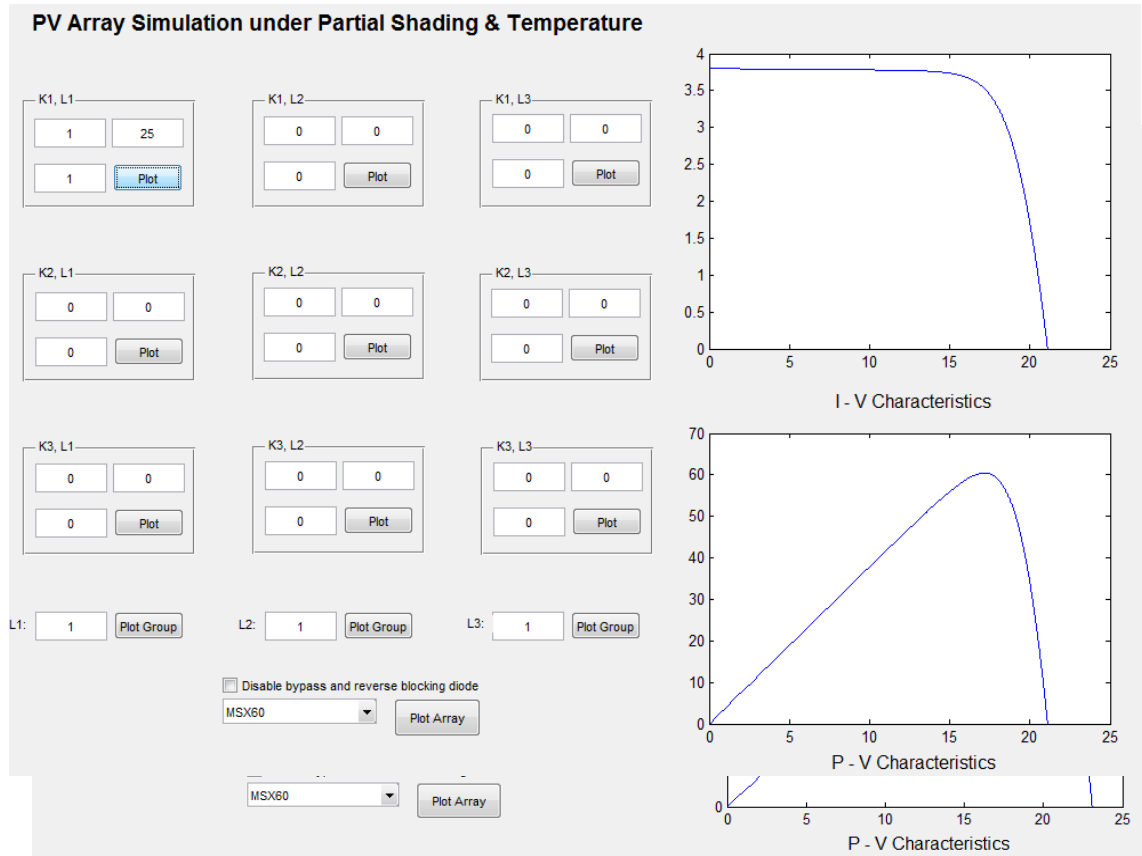 PV Array Simulation under Partial Shading & Temperature
K1, L1
1 25
1 Plot
K1, L2
0 0
0 Plot
K1, L3
0 0
0 Plot
K2, L1
0 0
0 Plot
K2, L2
0 0
0 Plot
K2, L3
0 0
0 Plot
K3, L1
0 0
0 Plot
K3, L2
0 0
0 Plot
K3, L3
0 0
0 Plot
L1: 1 Plot Group
L2: 1 Plot Group
L3: 1 Plot Group
Disable bypass and reverse blocking diode
MSX60
Plot Array
4
3.5
3
2.5
2
1.5
1
0.5
0
0 5 10 15 20 25
I - V Characteristics
70
60
50
40
30
20
10
0
0 5 10 15 20 25
P - V Characteristics
MSX60
Plot Array
0
0 5 10 15 20 25
P - V Characteristics